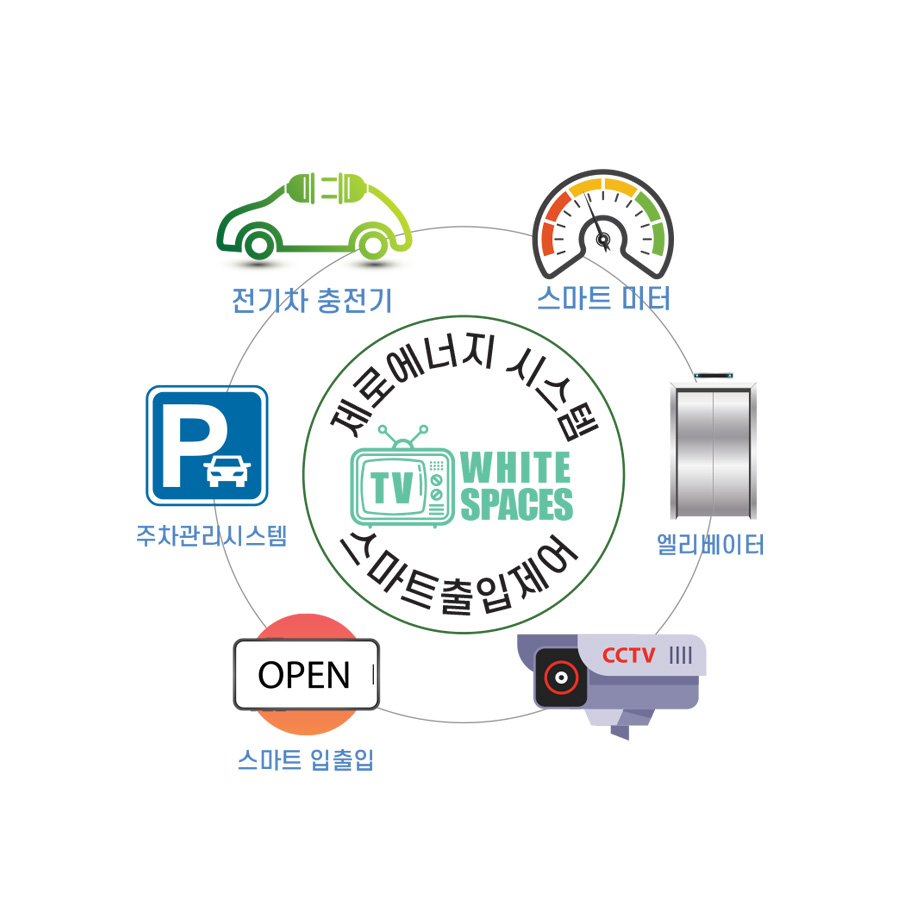 전기차 충전기
스마트 미터
제로에너지 시스템
P
TV
WHITE
SPACES
주차관리시스템
엘리베이터
스마트출입제어
OPEN
CCTV
스마트 입출입